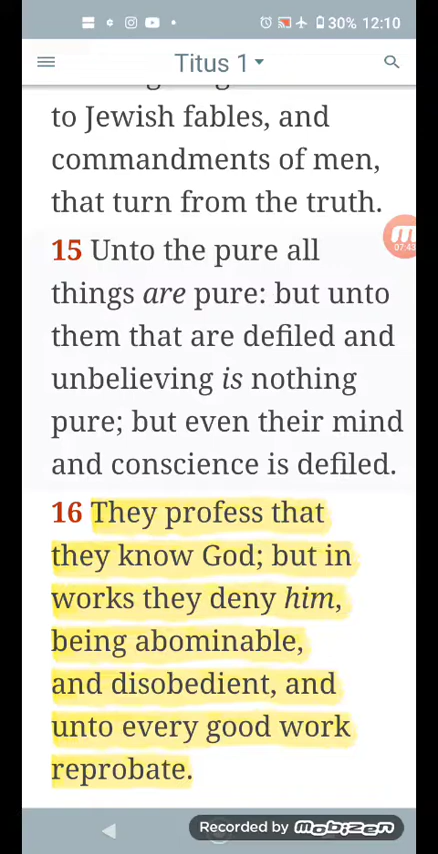 30% 12:10
Titus 1
to Jewish fables, and
commandments of men,
that turn from the truth.
15 Unto the pure all
things are pure: but unto
them that are defiled and
unbelieving is nothing
pure; but even their mind
and conscience is defiled.
16 They profess that
they know God; but in
works they deny him,
being abominable,
and disobedient, and
unto every good work
reprobate.
07:43
Recorded by mobizen